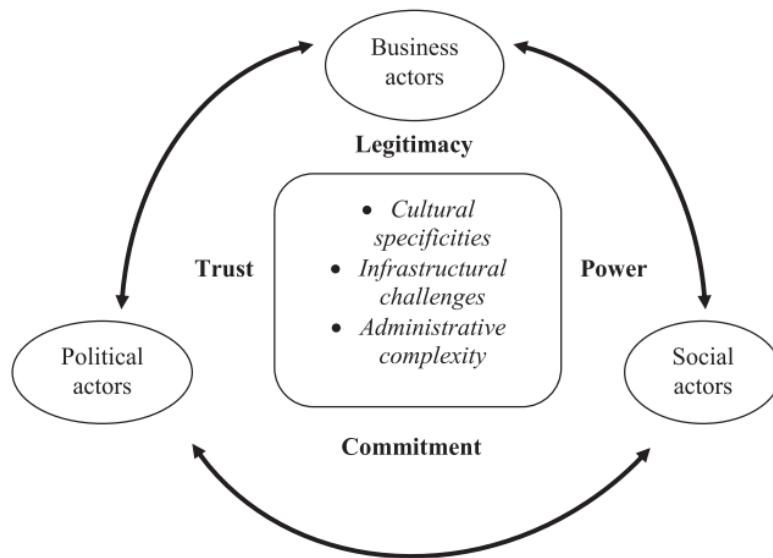 Business
actors
Legitimacy
• Cultural
specificities
Trust
• Infrastructural
challenges
Power
• Administrative
complexity
Political
actors
Social
actors
Commitment